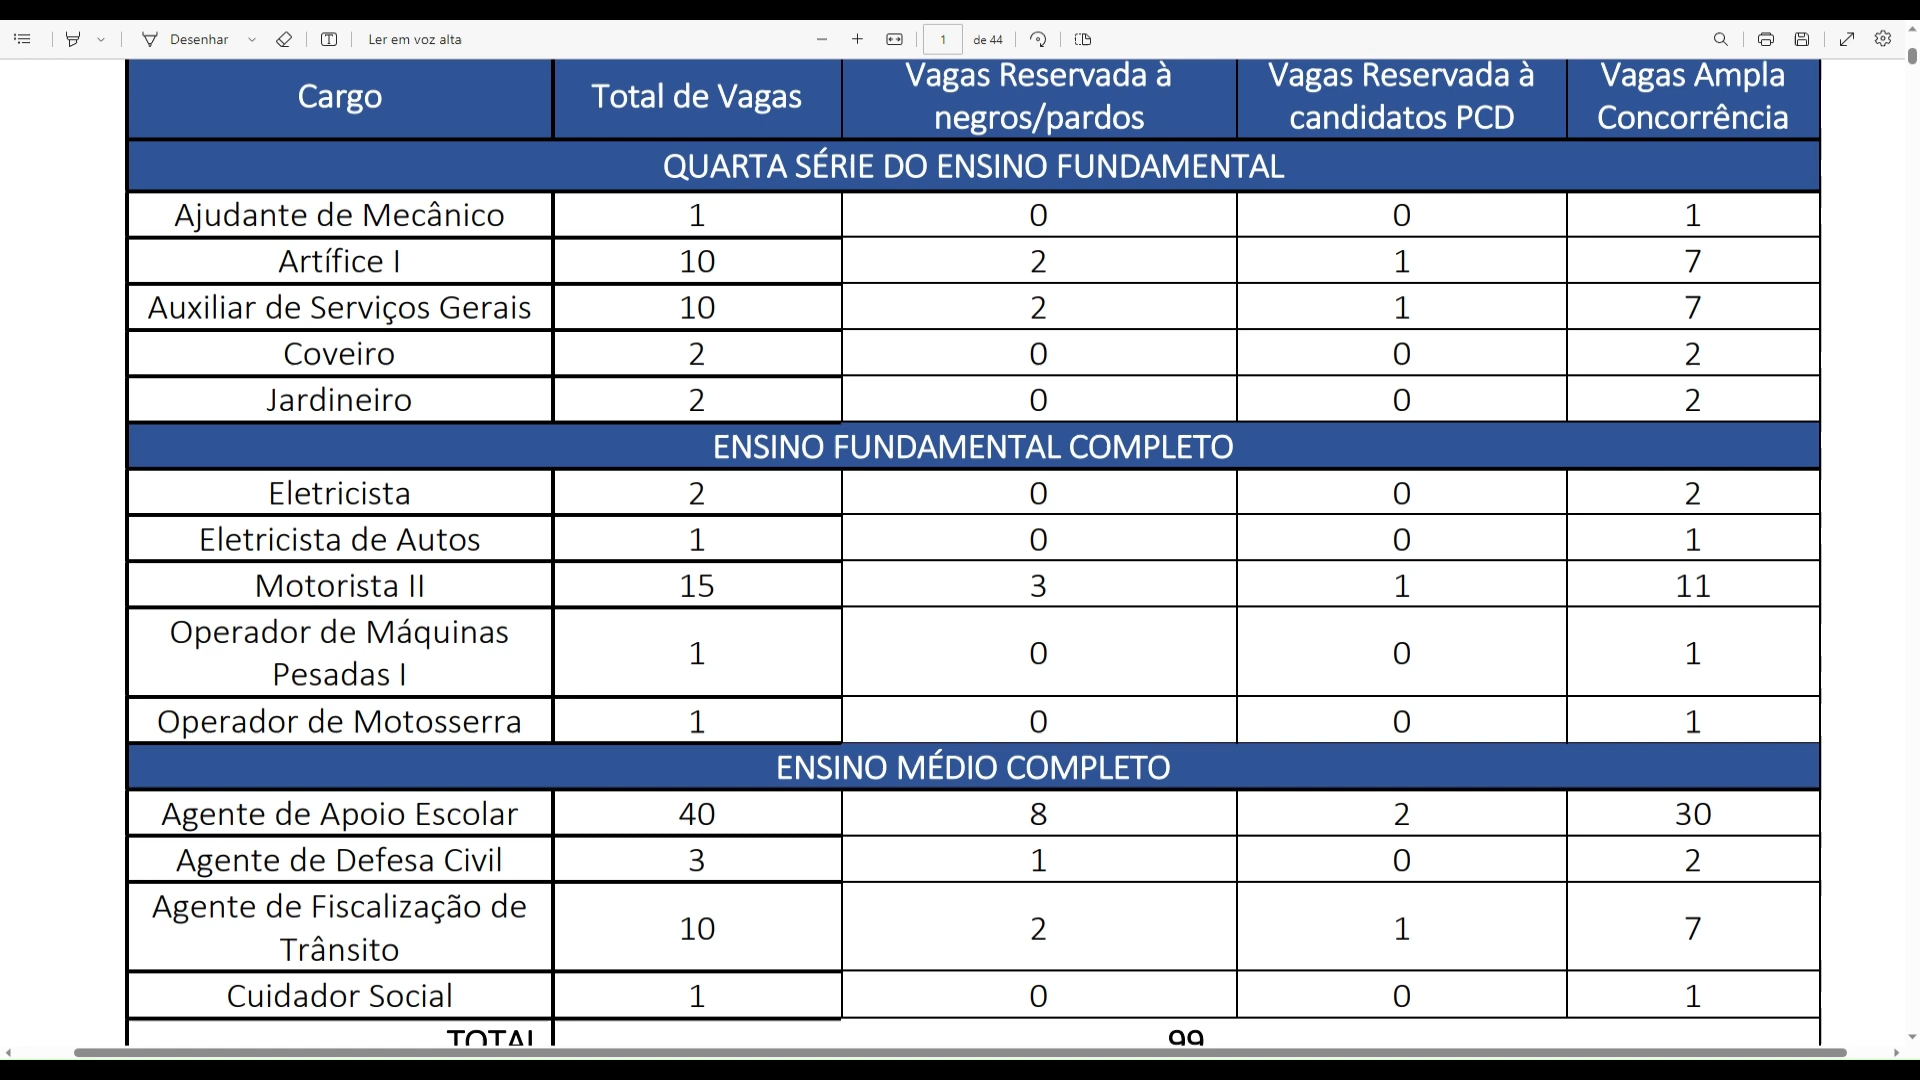 Desenhar
Ler em voz alta
1 de 44
Cargo Total de Vagas Vagas Reservada à negros/pardos Vagas Reservada à candidatos PCD Vagas Ampla Concorrência
QUARTA SÉRIE DO ENSINO FUNDAMENTAL
Ajudante de Mecânico 1 0 0 1
Artífice I 10 2 1 7
Auxiliar de Serviços Gerais 10 2 1 7
Coveiro 2 0 0 2
Jardineiro 2 0 0 2
ENSINO FUNDAMENTAL COMPLETO
Eletricista 2 0 0 2
Eletricista de Autos 1 0 0 1
Motorista II 15 3 1 11
Operador de Máquinas
Pesadas I 1 0 0 1
Operador de Motosserra 1 0 0 1
ENSINO MÉDIO COMPLETO
Agente de Apoio Escolar 40 8 2 30
Agente de Defesa Civil 3 1 0 2
Agente de Fiscalização de
Trânsito 10 2 1 7
Cuidador Social 1 0 0 1
TOTAL 99